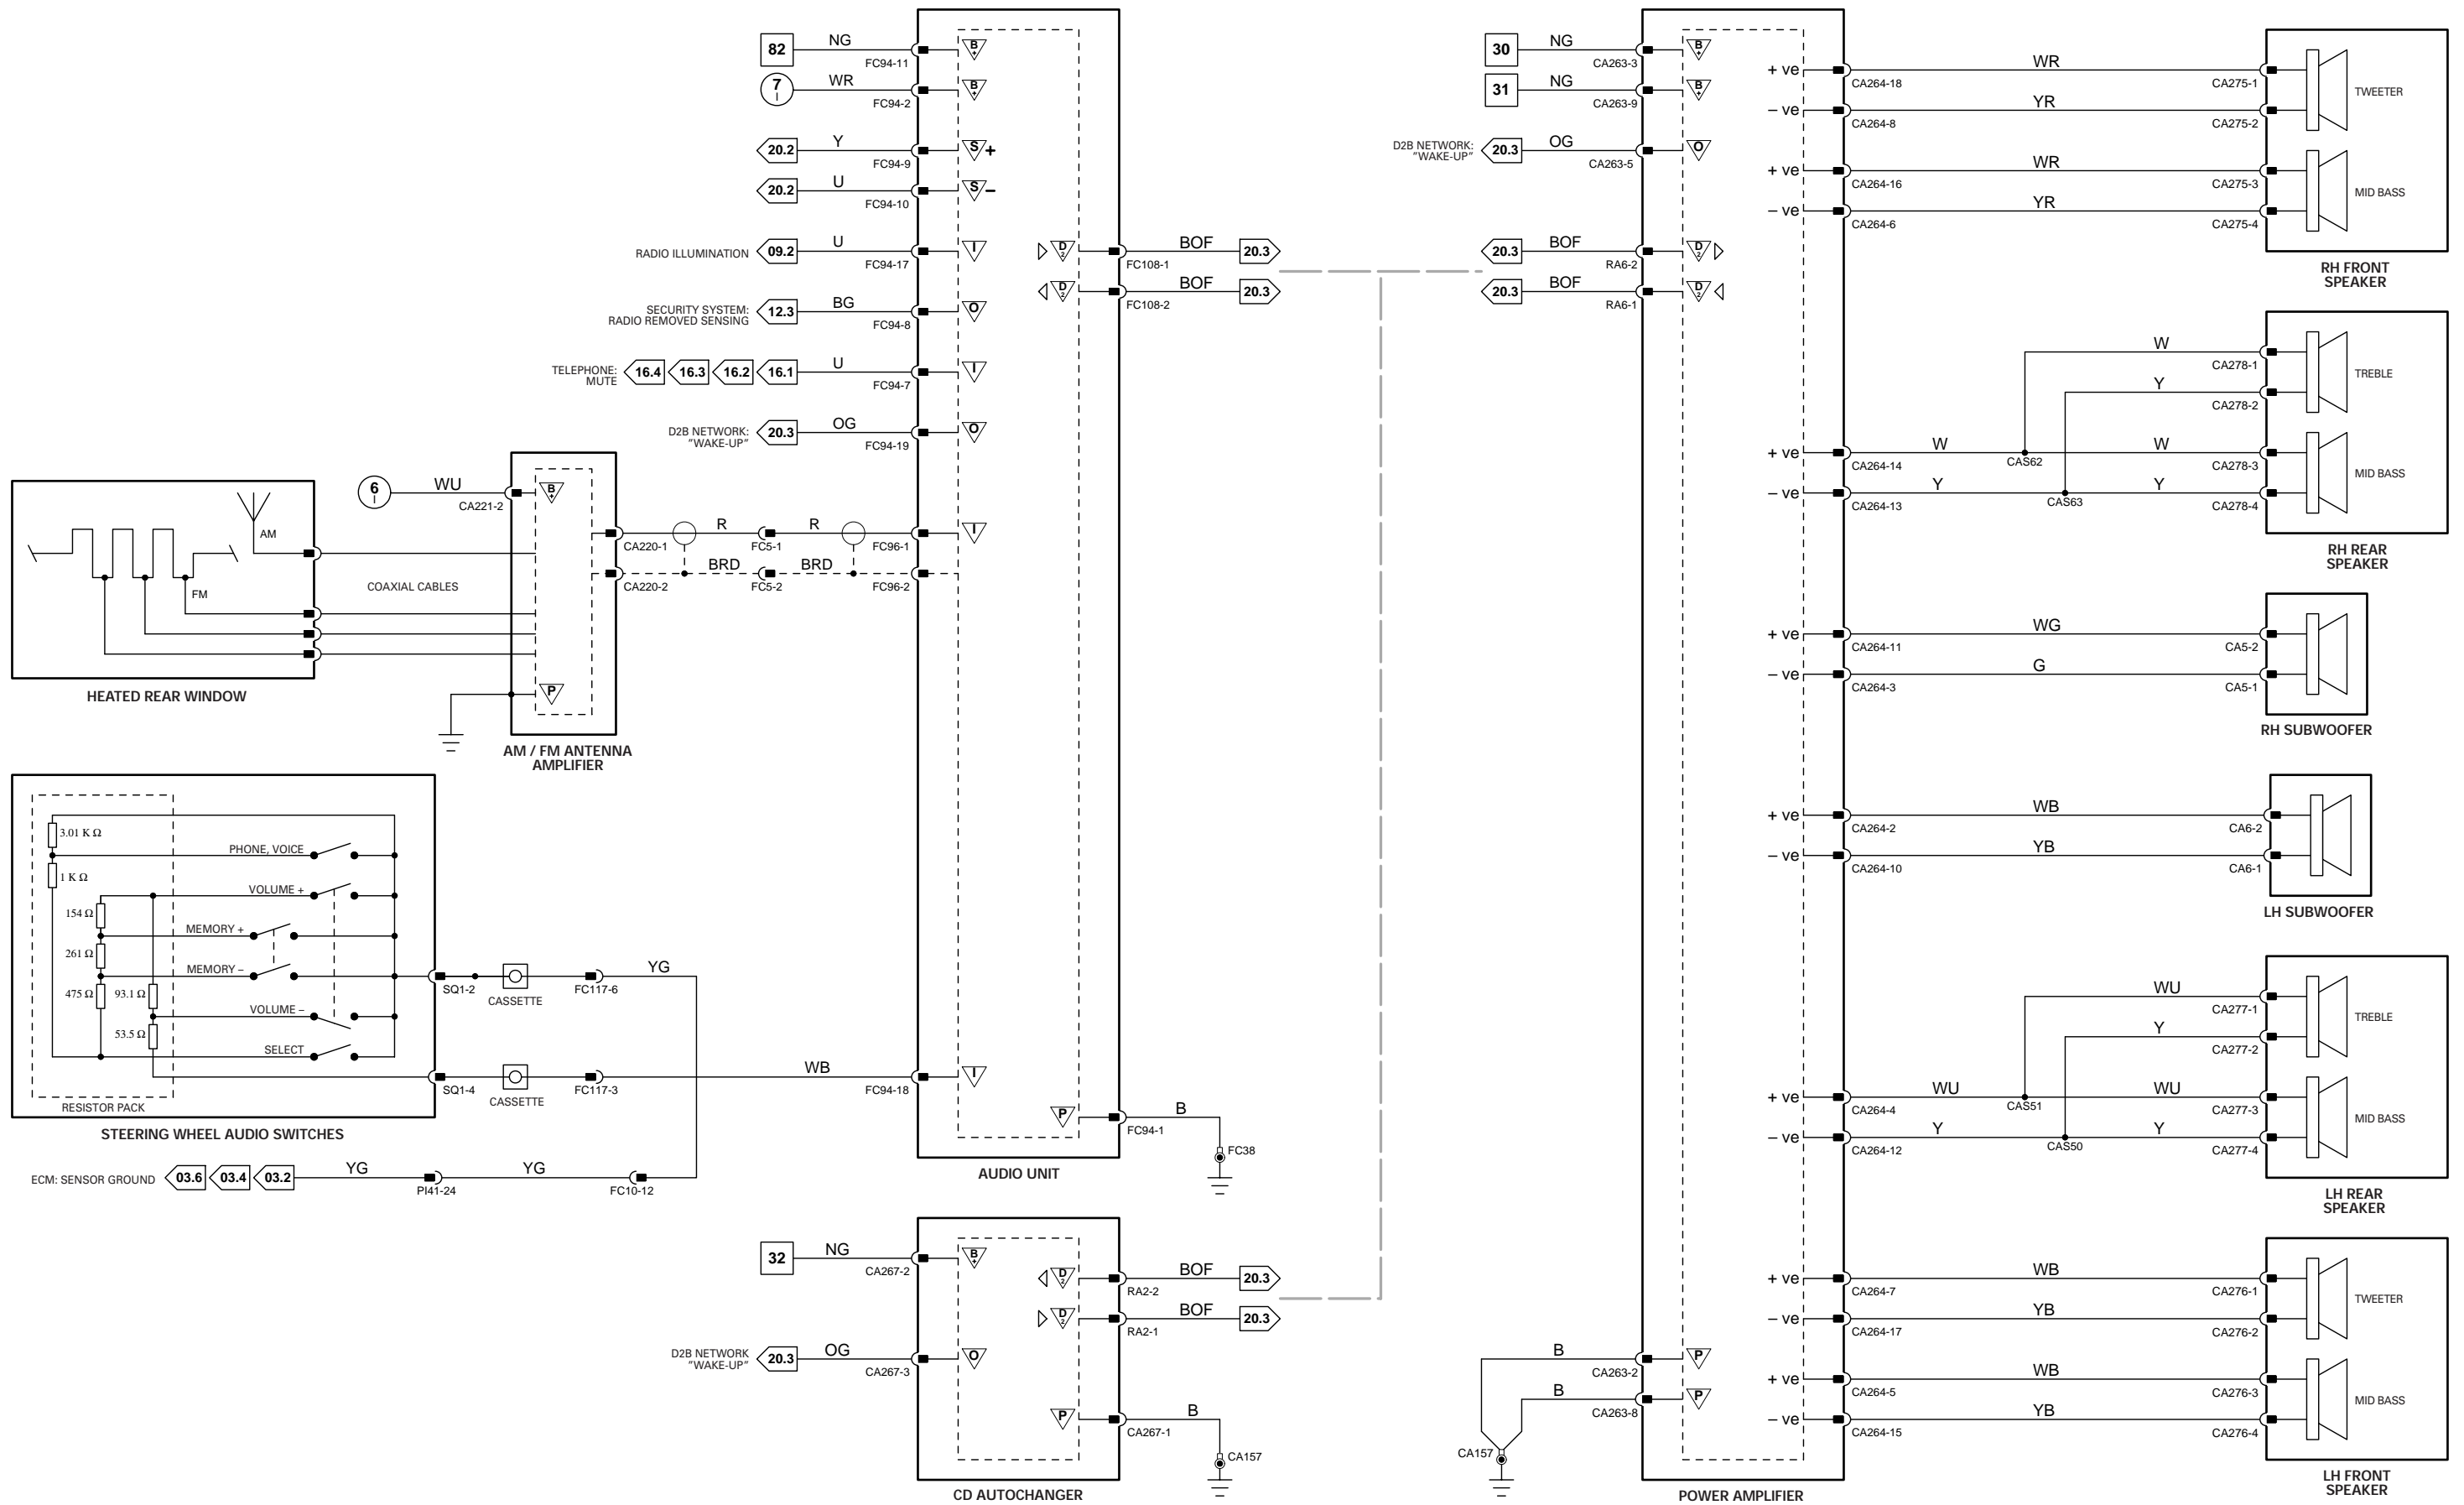 82
NG
FC94-11
B
+
7
I
WR
FC94-2
B
+
20.2
Y
FC94-9
S +
20.2
U
FC94-10
S –
RADIO ILLUMINATION
09.2
U
FC94-17
I
SECURITY SYSTEM:
RADIO REMOVED SENSING
12.3
BG
FC94-8
O
TELEPHONE:
MUTE
16.4
16.3
16.2
16.1
U
FC94-7
I
D2B NETWORK:
"WAKE-UP"
20.3
OG
FC94-19
O
D
2
FC108-1
BOF
20.3
D
2
FC108-2
BOF
20.3
AM
FM
HEATED REAR WINDOW
COAXIAL CABLES
6
I
WU
CA221-2
B
+
P
AM / FM ANTENNA
AMPLIFIER
CA220-1
R
FC5-1
R
FC96-1
I
CA220-2
BRD
FC5-2
BRD
FC96-2
3.01 K Ω
1 K Ω
154 Ω
261 Ω
475 Ω
93.1 Ω
53.5 Ω
PHONE, VOICE
VOLUME +
MEMORY +
MEMORY –
VOLUME –
SELECT
RESISTOR PACK
STEERING WHEEL AUDIO SWITCHES
SQ1-2
CASSETTE
FC117-6
YG
SQ1-4
CASSETTE
FC117-3
WB
FC94-18
I
ECM: SENSOR GROUND
03.6
03.4
03.2
YG
PI41-24
YG
FC10-12
P
FC94-1
B
FC38
AUDIO UNIT
32
NG
CA267-2
B
+
D
2
RA2-2
BOF
20.3
D
2
RA2-1
BOF
20.3
D2B NETWORK
"WAKE-UP"
20.3
OG
CA267-3
O
P
CA267-1
B
CA157
CD AUTOCHANGER
30
NG
CA263-3
B
+
31
NG
CA263-9
B
+
D2B NETWORK:
"WAKE-UP"
20.3
OG
CA263-5
O
20.3
BOF
RA6-2
D
2
20.3
BOF
RA6-1
D
2
B
CA263-2
P
B
CA263-8
P
CA157
POWER AMPLIFIER
+ ve
CA264-18
WR
CA275-1
TWEETER
– ve
CA264-8
YR
CA275-2
+ ve
CA264-16
WR
CA275-3
MID BASS
– ve
CA264-6
YR
CA275-4
RH FRONT
SPEAKER
W
CA278-1
TREBLE
Y
CA278-2
+ ve
CA264-14
W
CAS62
W
CA278-3
MID BASS
– ve
CA264-13
Y
CAS63
Y
CA278-4
RH REAR
SPEAKER
+ ve
CA264-11
WG
CA5-2
– ve
CA264-3
G
CA5-1
RH SUBWOOFER
+ ve
CA264-2
WB
CA6-2
– ve
CA264-10
YB
CA6-1
LH SUBWOOFER
WU
CA277-1
TREBLE
Y
CA277-2
+ ve
CA264-4
WU
CAS51
WU
CA277-3
MID BASS
– ve
CA264-12
Y
CAS50
Y
CA277-4
LH REAR
SPEAKER
+ ve
CA264-7
WB
CA276-1
TWEETER
– ve
CA264-17
YB
CA276-2
+ ve
CA264-5
WB
CA276-3
MID BASS
– ve
CA264-15
YB
CA276-4
LH FRONT
SPEAKER